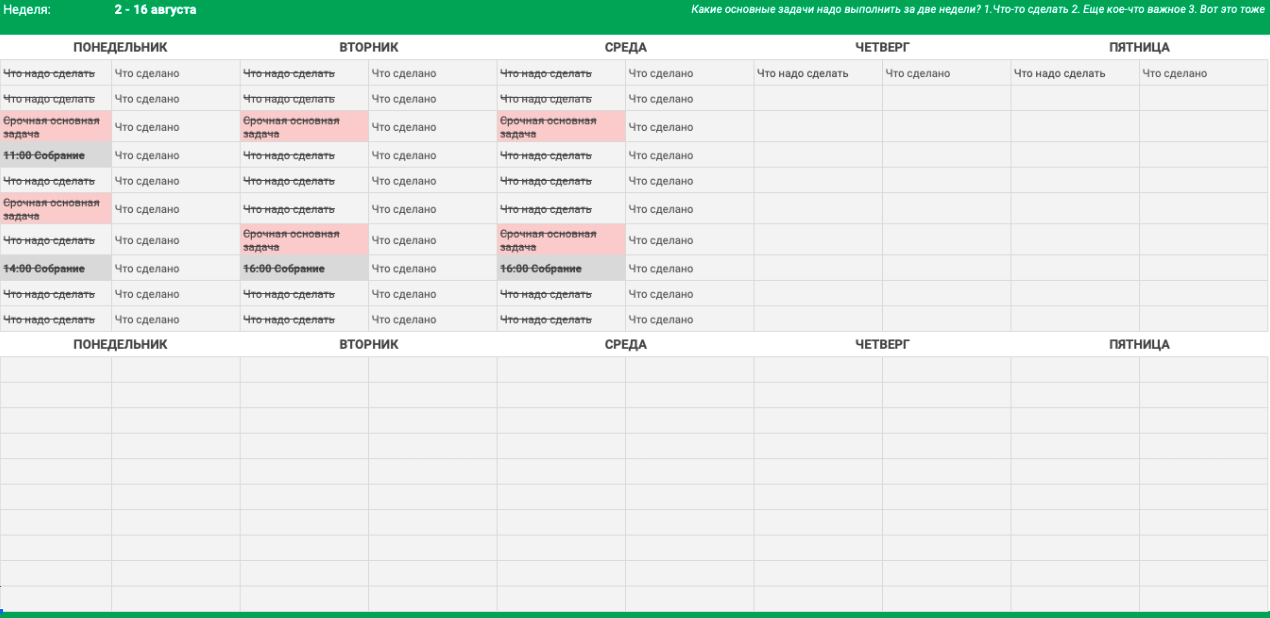 Неделя: 2 - 16 августа Какие основные задачи надо выполнить за две недели? 1.Что-то сделать 2. Еще кое-что важное 3. Вот это тоже
ПОНЕДЕЛЬНИК ВТОРНИК СРЕДА ЧЕТВЕРГ ПЯТНИЦА
Что надо сделать Что сделано Что надо сделать Что сделано Что надо сделать Что сделано Что надо сделать Что сделано Что надо сделать Что сделано
Что надо сделать Что сделано Что надо сделать Что сделано Что надо сделать Что сделано
Срочная основная задача Что сделано Срочная основная задача Что сделано Срочная основная задача Что сделано
11:00 Собрание Что сделано Что надо сделать Что сделано Что надо сделать Что сделано
Что надо сделать Что сделано Что надо сделать Что сделано Что надо сделать Что сделано
Срочная основная задача Что сделано Что надо сделать Что сделано Что надо сделать Что сделано
Что надо сделать Что сделано Срочная основная задача Что сделано Срочная основная задача Что сделано
14:00 Собрание Что сделано 16:00 Собрание Что сделано 16:00 Собрание Что сделано
Что надо сделать Что сделано Что надо сделать Что сделано Что надо сделать Что сделано
Что надо сделать Что сделано Что надо сделать Что сделано Что надо сделать Что сделано
ПОНЕДЕЛЬНИК ВТОРНИК СРЕДА ЧЕТВЕРГ ПЯТНИЦА